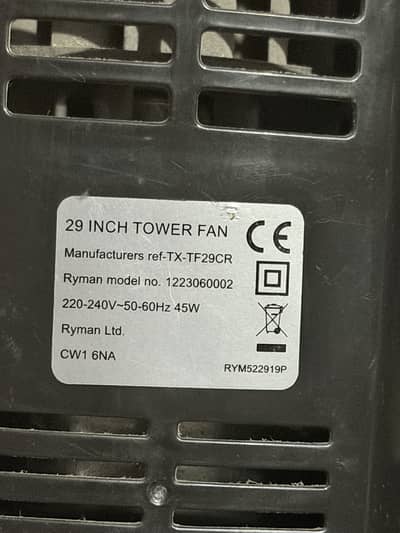 29 INCH TOWER FAN
CE
Manufacturers ref-TX-TF29CR
Ryman model no. 1223060002
220-240V~50-60Hz 45W
Ryman Ltd.
CW1 6NA
RYM522919P